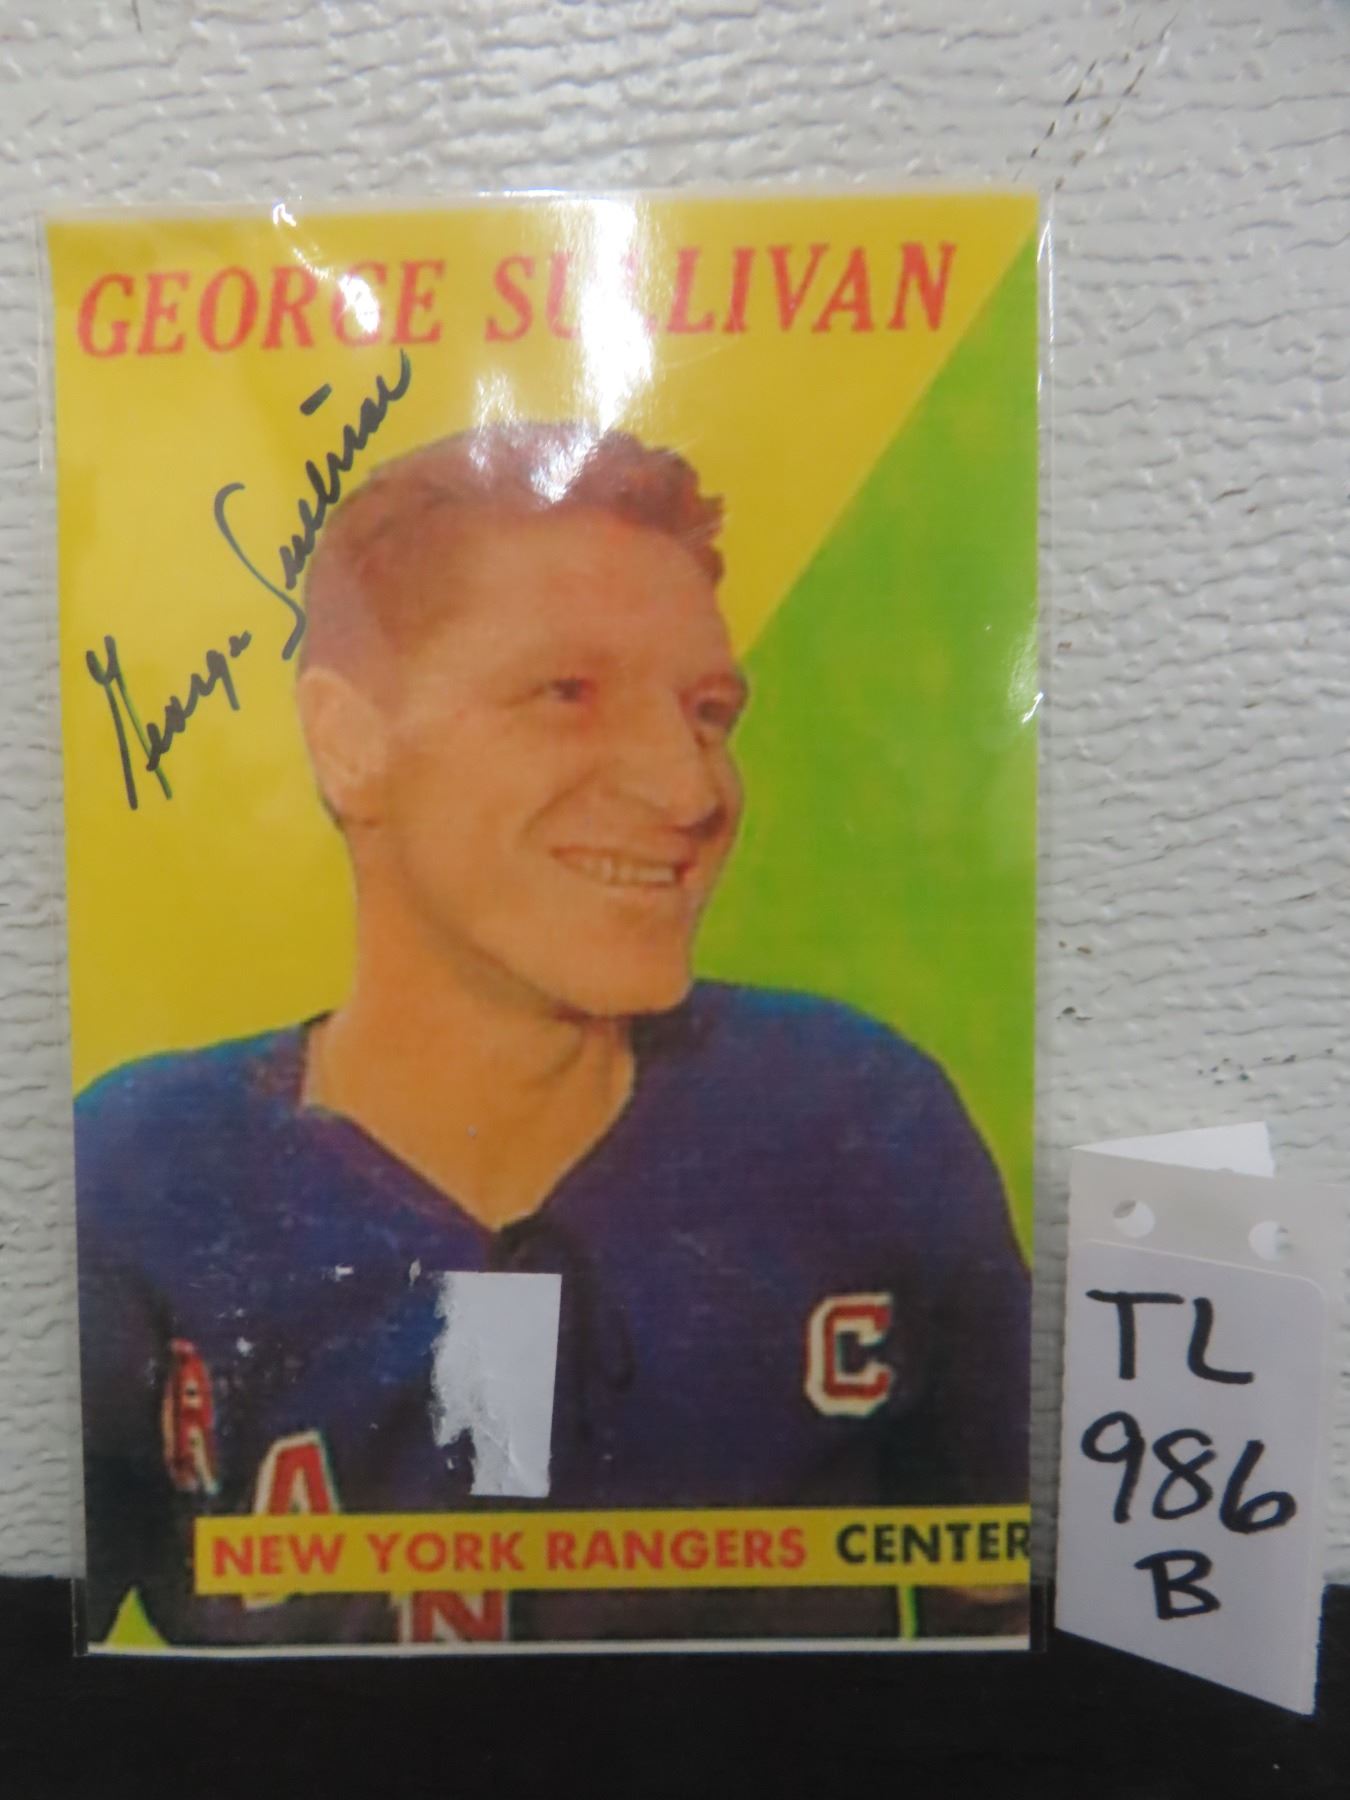 GEORGE SULLIVAN
George Sullivan
C
R
A
N
NEW YORK RANGERS CENTER
TL
986
B